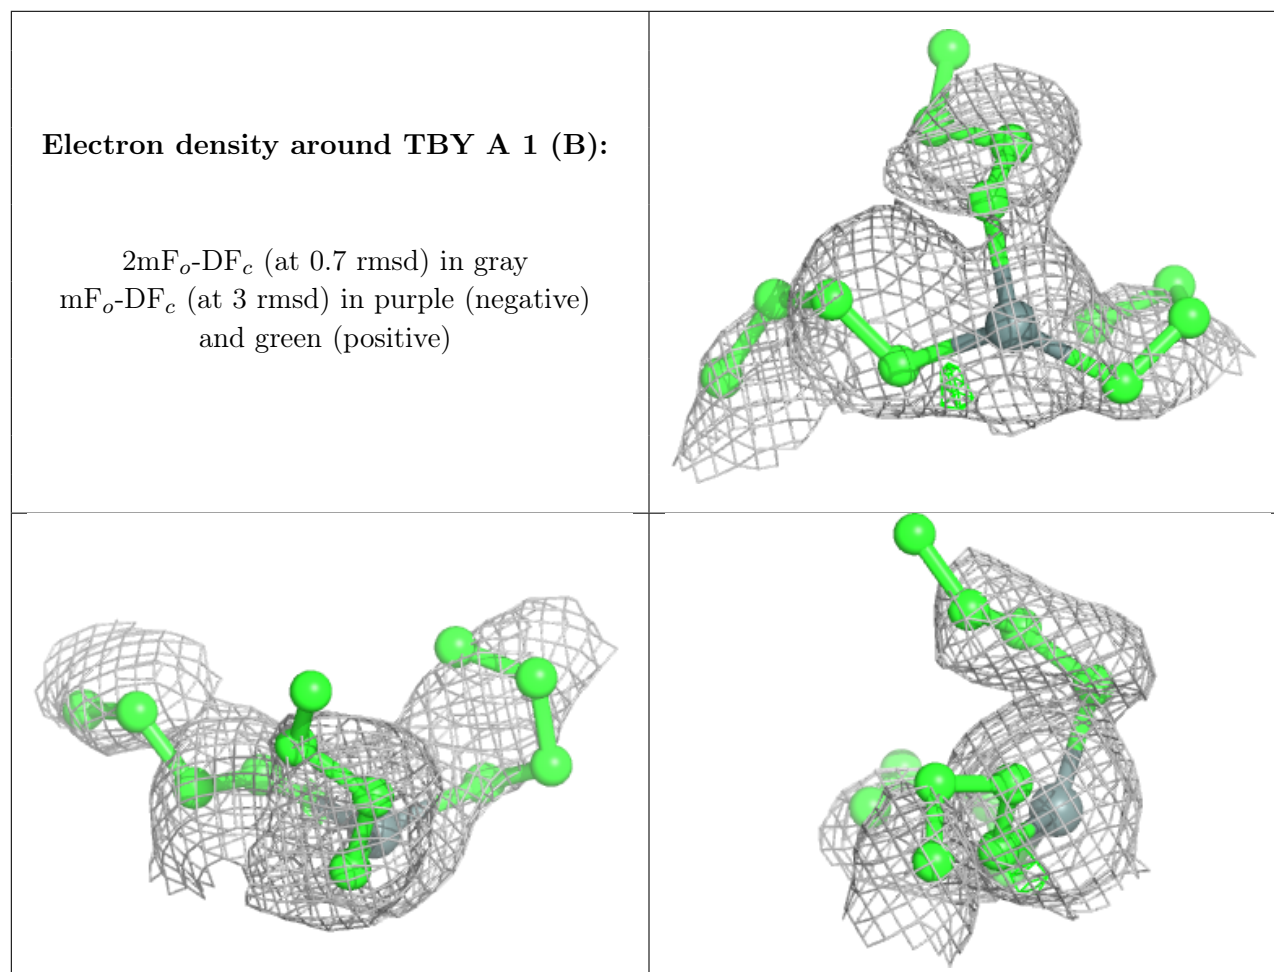 Electron density around TBY A 1 (B):
2mFₒ-DF𝒸 (at 0.7 rmsd) in gray
mFₒ-DF𝒸 (at 3 rmsd) in purple (negative)
and green (positive)